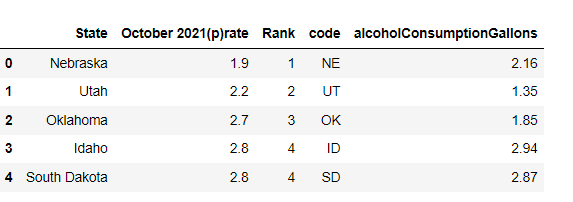 State October 2021(p)rate Rank code alcoholConsumptionGallons
0 Nebraska 1.9 1 NE 2.16
1 Utah 2.2 2 UT 1.35
2 Oklahoma 2.7 3 OK 1.85
3 Idaho 2.8 4 ID 2.94
4 South Dakota 2.8 4 SD 2.87